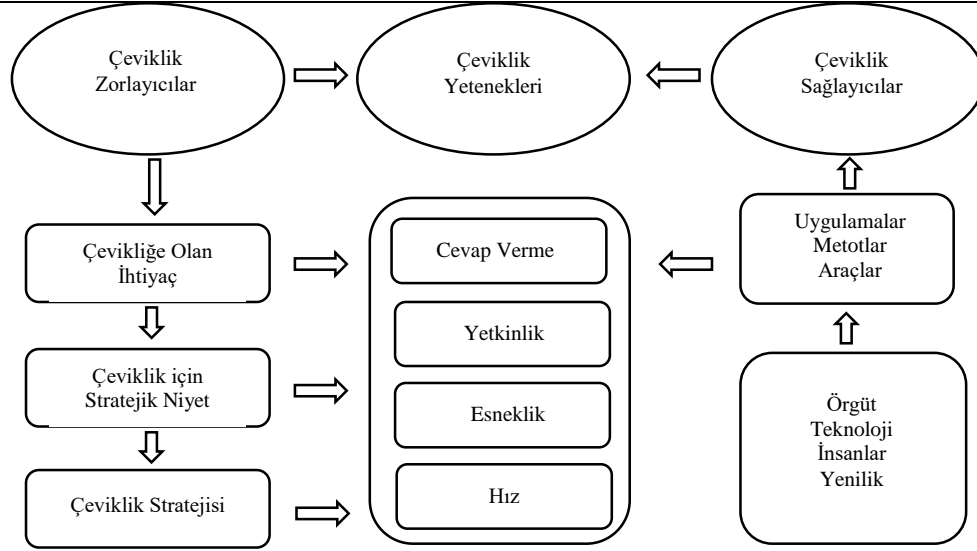 Çeviklik
Zorlayıcılar
Çeviklik
Yetenekleri
Çeviklik
Sağlayıcılar
Çevikliğe Olan
İhtiyaç
Cevap Verme
Uygulamalar
Metotlar
Araçlar
Yetkinlik
Çeviklik için
Stratejik Niyet
Esneklik
Örgüt
Teknoloji
İnsanlar
Yenilik
Çeviklik Stratejisi
Hız